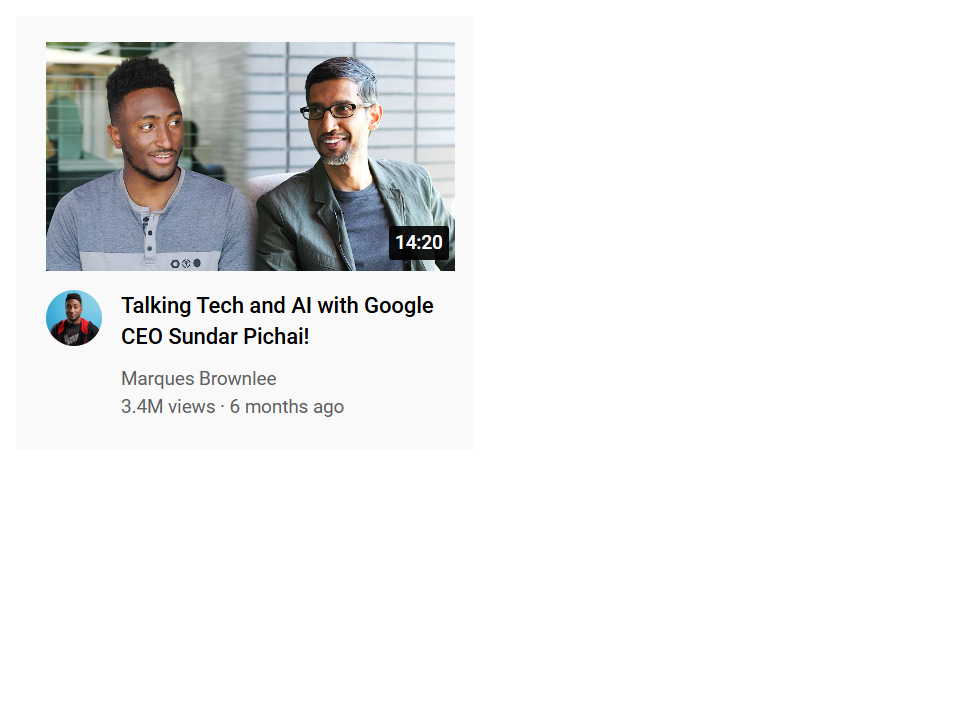 14:20
Talking Tech and AI with Google
CEO Sundar Pichai!
Marques Brownlee
3.4M views · 6 months ago